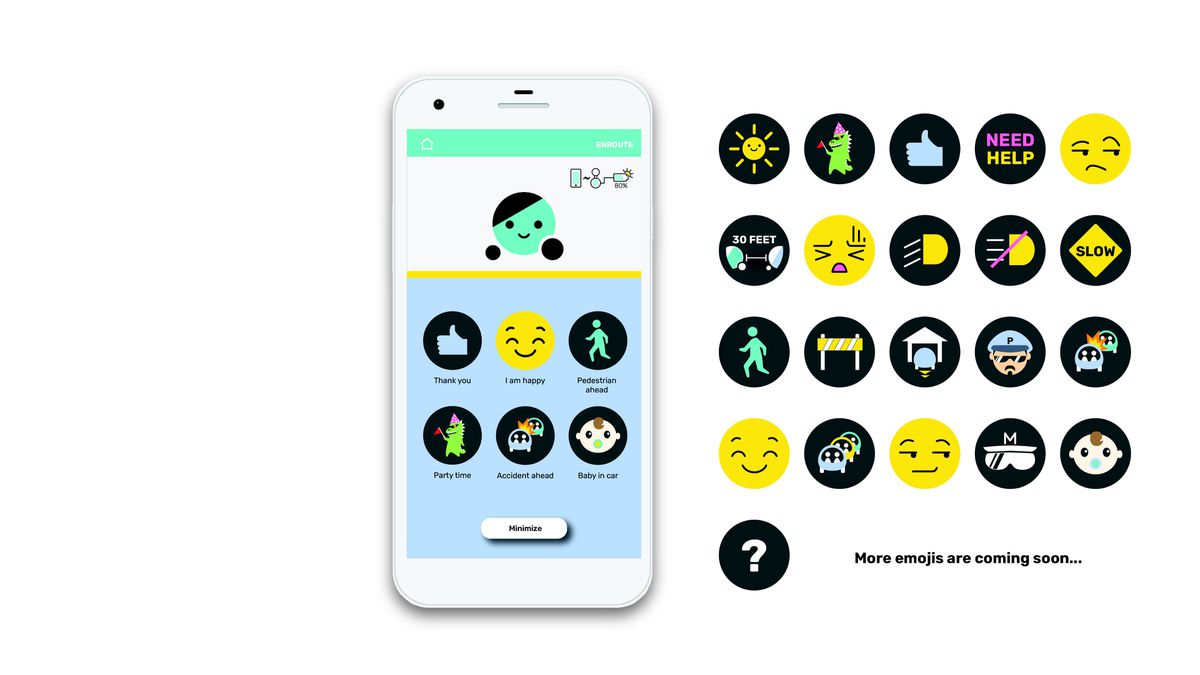 ENROUTE
80%
Thank you
I am happy
Pedestrian
ahead
Party time
Accident ahead
Baby in car
Minimize
NEED
HELP
30 FEET
SLOW
P
M
?
More emojis are coming soon...